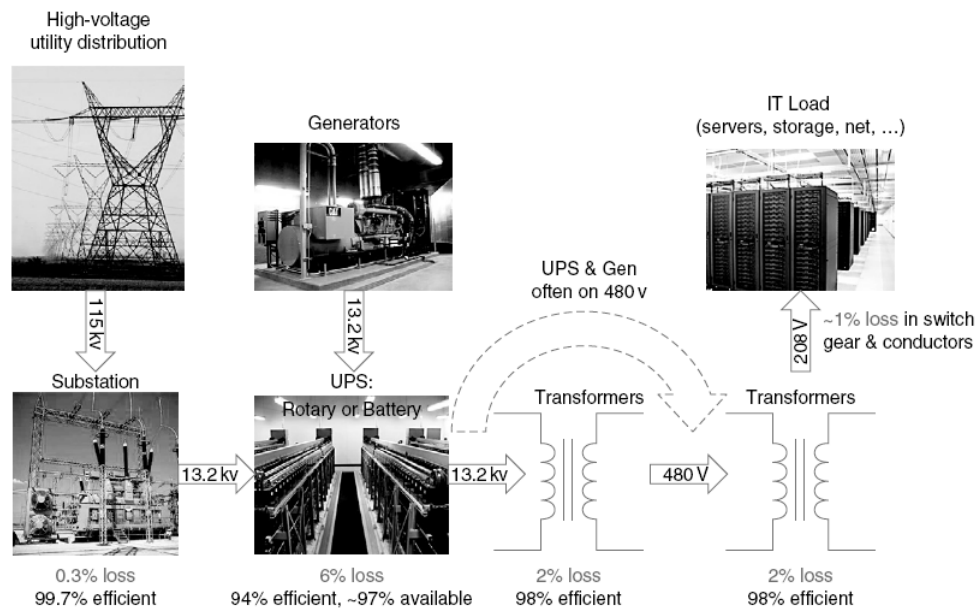 High-voltage
utility distribution
Generators
IT Load
(servers, storage, net, …)
UPS & Gen
often on 480 v
115 kv
13.2 kv
208 V
~1% loss in switch
gear & conductors
Substation
UPS:
Rotary or Battery
Transformers
Transformers
13.2 kv
13.2 kv
480 V
0.3% loss
99.7% efficient
6% loss
94% efficient, ~97% available
2% loss
98% efficient
2% loss
98% efficient